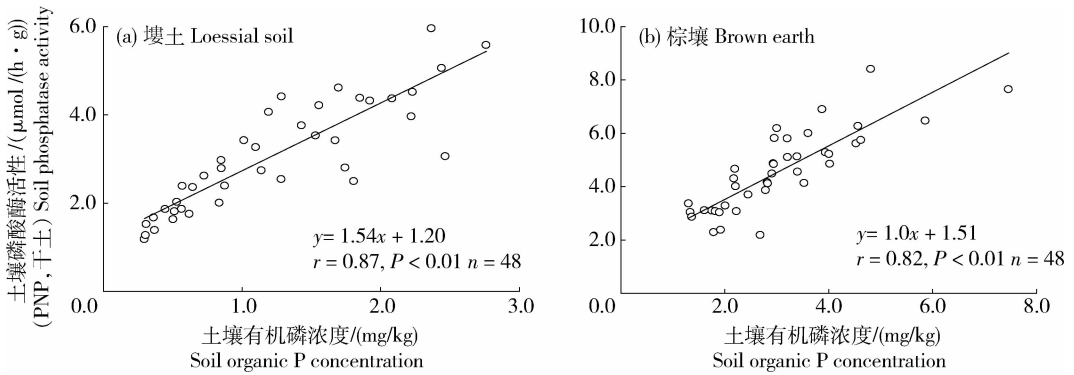 土壤磷酸酶活性/(μmol/(h·g))
(PNP,干土) Soil phosphatase activity
6.0
4.0
2.0
0.0
1.0
2.0
3.0
(a) 塿土 Loessial soil
y= 1.54x + 1.20
r = 0.87, P < 0.01 n = 48
土壤有机磷浓度/(mg/kg)
Soil organic P concentration
10.0
8.0
6.0
4.0
2.0
0.0
2.0
4.0
6.0
8.0
(b) 棕壤 Brown earth
y= 1.0x + 1.51
r = 0.82, P < 0.01 n = 48
土壤有机磷浓度/(mg/kg)
Soil organic P concentration